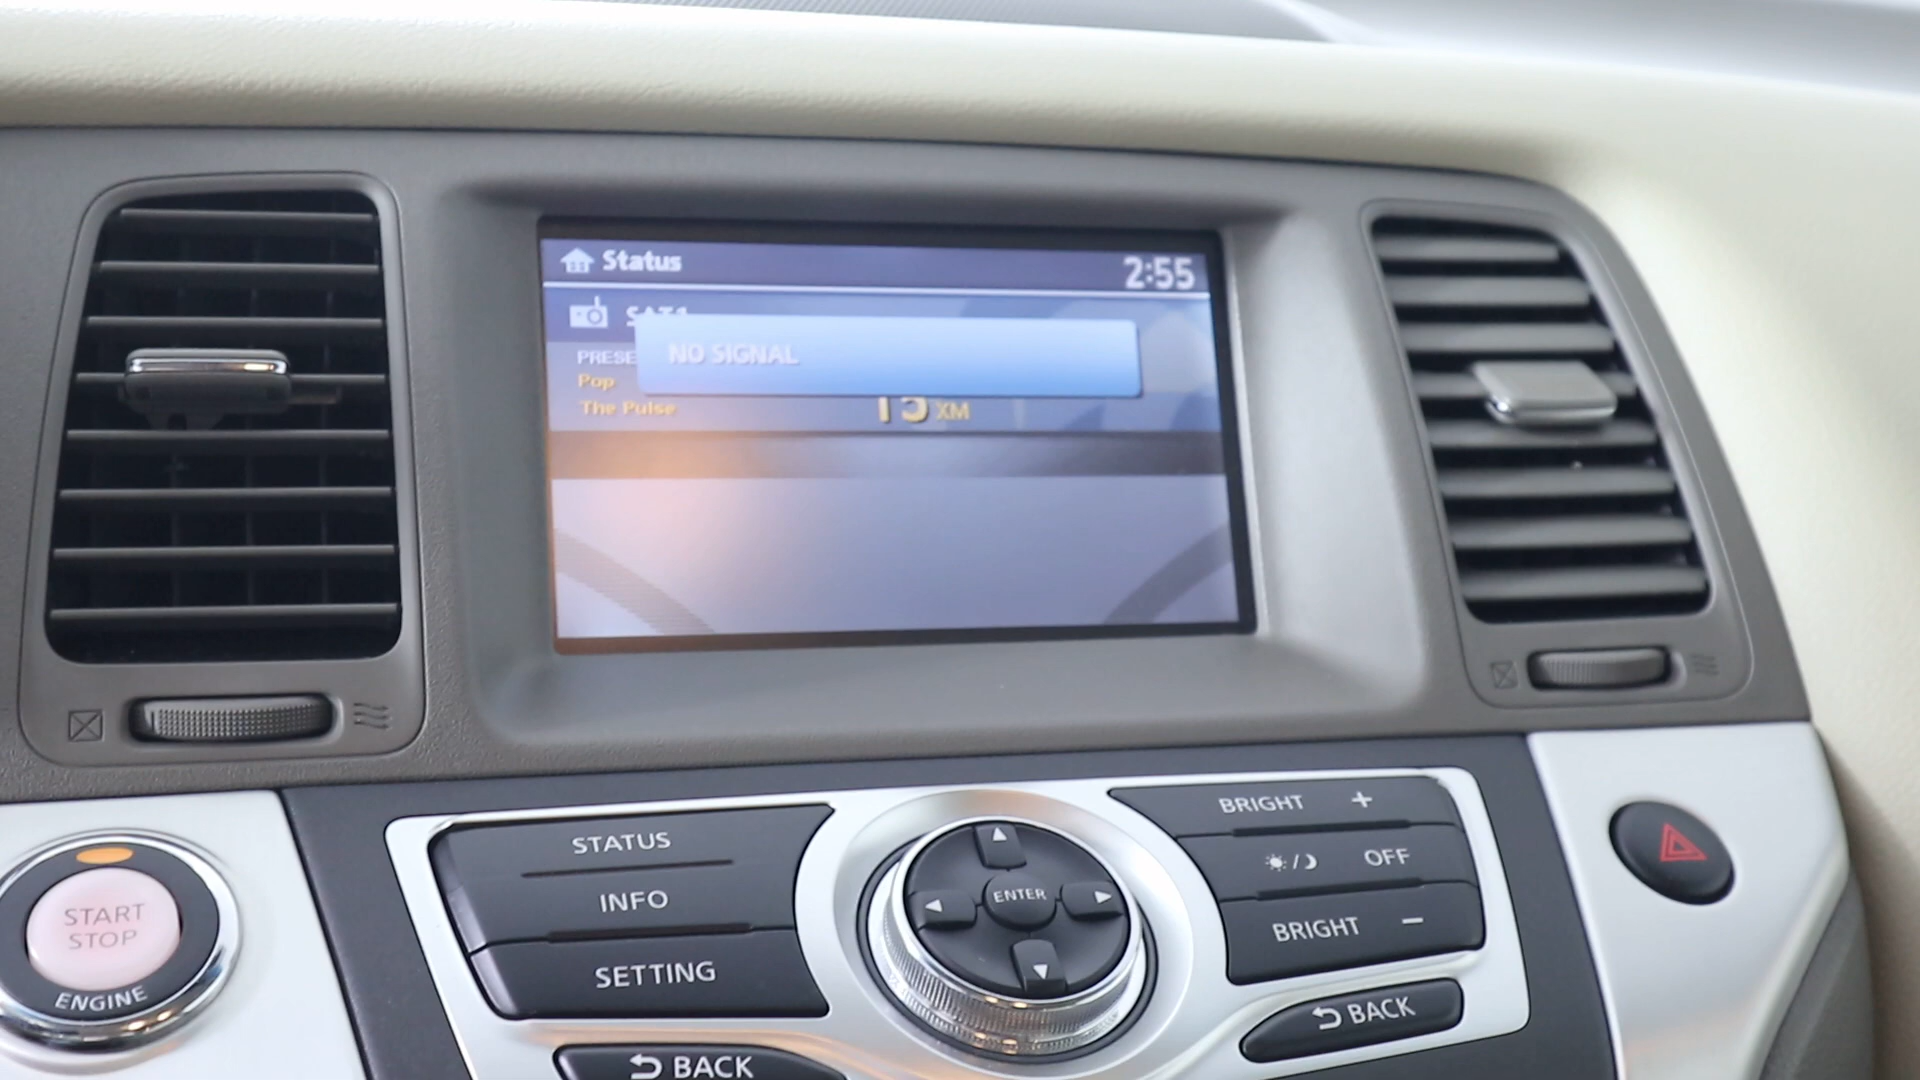 Status
2:55
NO SIGNAL
Pop
The Pulse
15 XM
STATUS
INFO
SETTING
BACK
ENTER
BRIGHT +
OFF
BRIGHT −
BACK
START
STOP
ENGINE